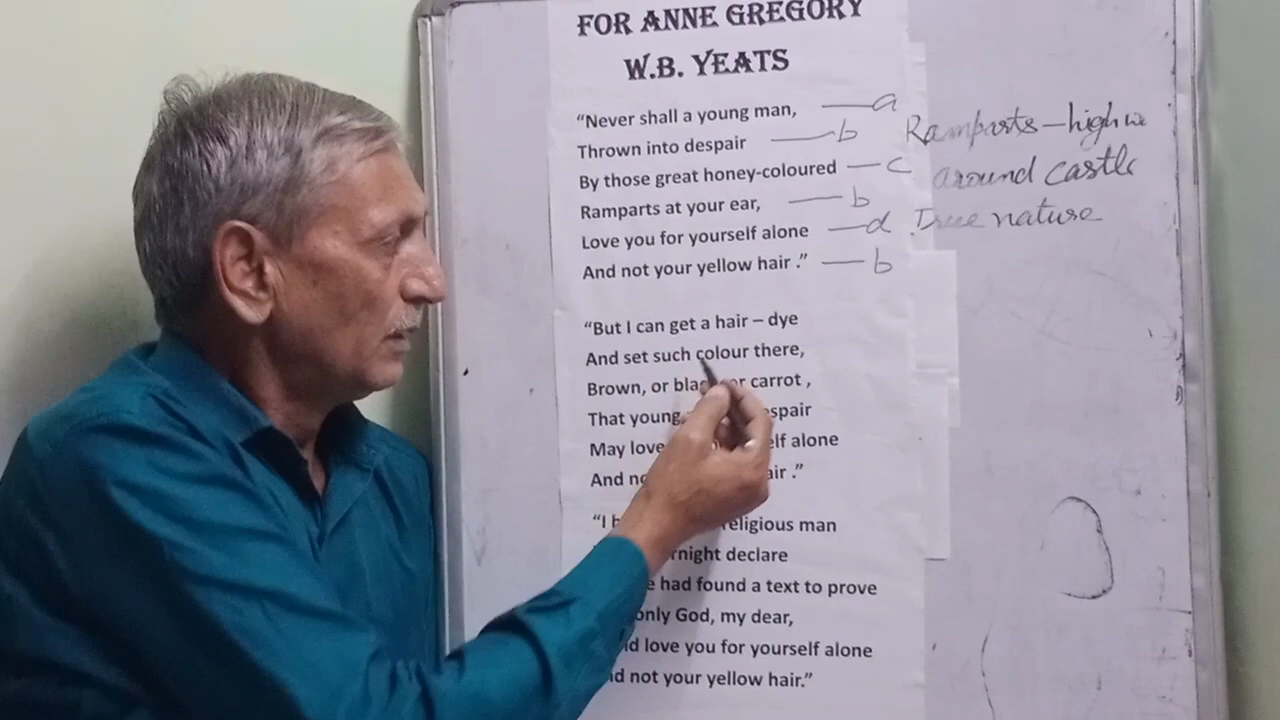 FOR ANNE GREGORY
W.B. YEATS
“Never shall a young man, — a
Thrown into despair — b
By those great honey-coloured — c
Ramparts at your ear, — b
Love you for yourself alone — d
And not your yellow hair .” — b
Ramparts – high
around castle
True nature
“But I can get a hair – dye
And set such colour there,
Brown, or carrot ,
That young
May love alone
And
“I religious man
declare
had found a text to prove
only God, my dear,
love you for yourself alone
not your yellow hair.”